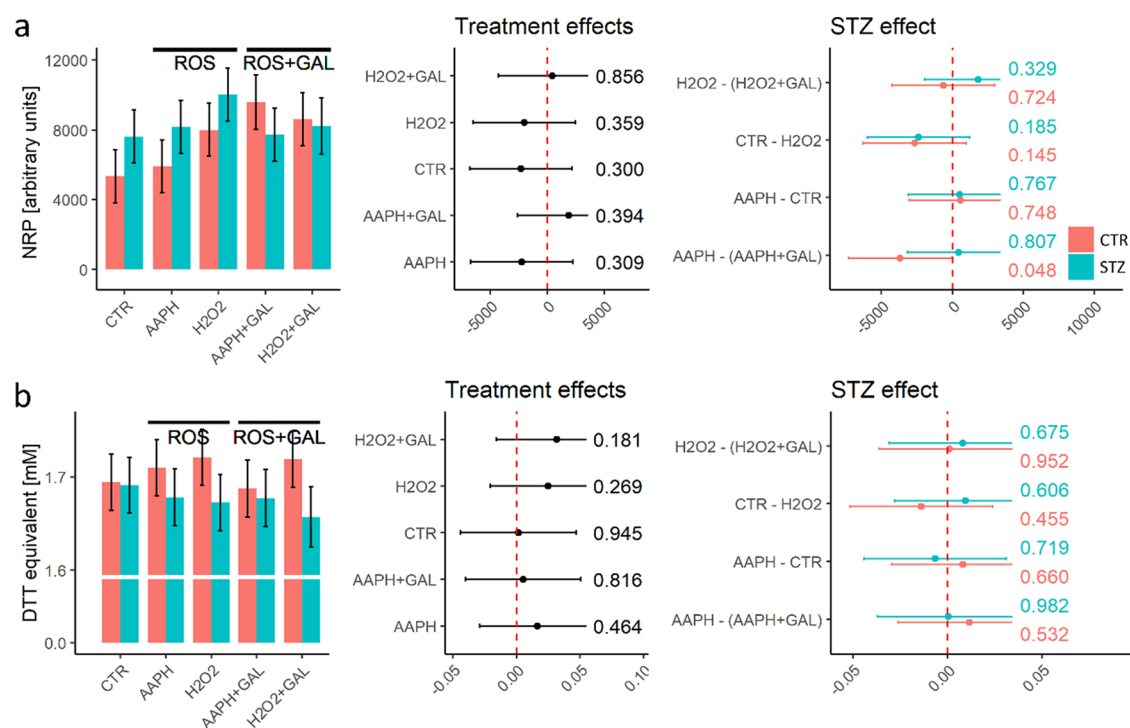 a
Treatment effects
STZ effect
NRP [arbitrary units]
12000
8000
4000
0
ROS
ROS+GAL
CTR
AAPH
H2O2
AAPH+GAL
H2O2+GAL
H2O2+GAL
0.856
H2O2
0.359
CTR
0.300
AAPH+GAL
0.394
AAPH
0.309
-5000
0
5000
H2O2 - (H2O2+GAL)
0.329
0.724
CTR - H2O2
0.185
0.145
AAPH - CTR
0.767
0.748
AAPH - (AAPH+GAL)
0.807
0.048
-5000
0
5000
10000
CTR
STZ
b
Treatment effects
STZ effect
DTT equivalent [mM]
1.7
1.6
0.0
ROS
ROS+GAL
CTR
AAPH
H2O2
AAPH+GAL
H2O2+GAL
H2O2+GAL
0.181
H2O2
0.269
CTR
0.945
AAPH+GAL
0.816
AAPH
0.464
-0.05
0.00
0.05
0.10
H2O2 - (H2O2+GAL)
0.675
0.952
CTR - H2O2
0.606
0.455
AAPH - CTR
0.719
0.660
AAPH - (AAPH+GAL)
0.982
0.532
-0.05
0.00
0.05